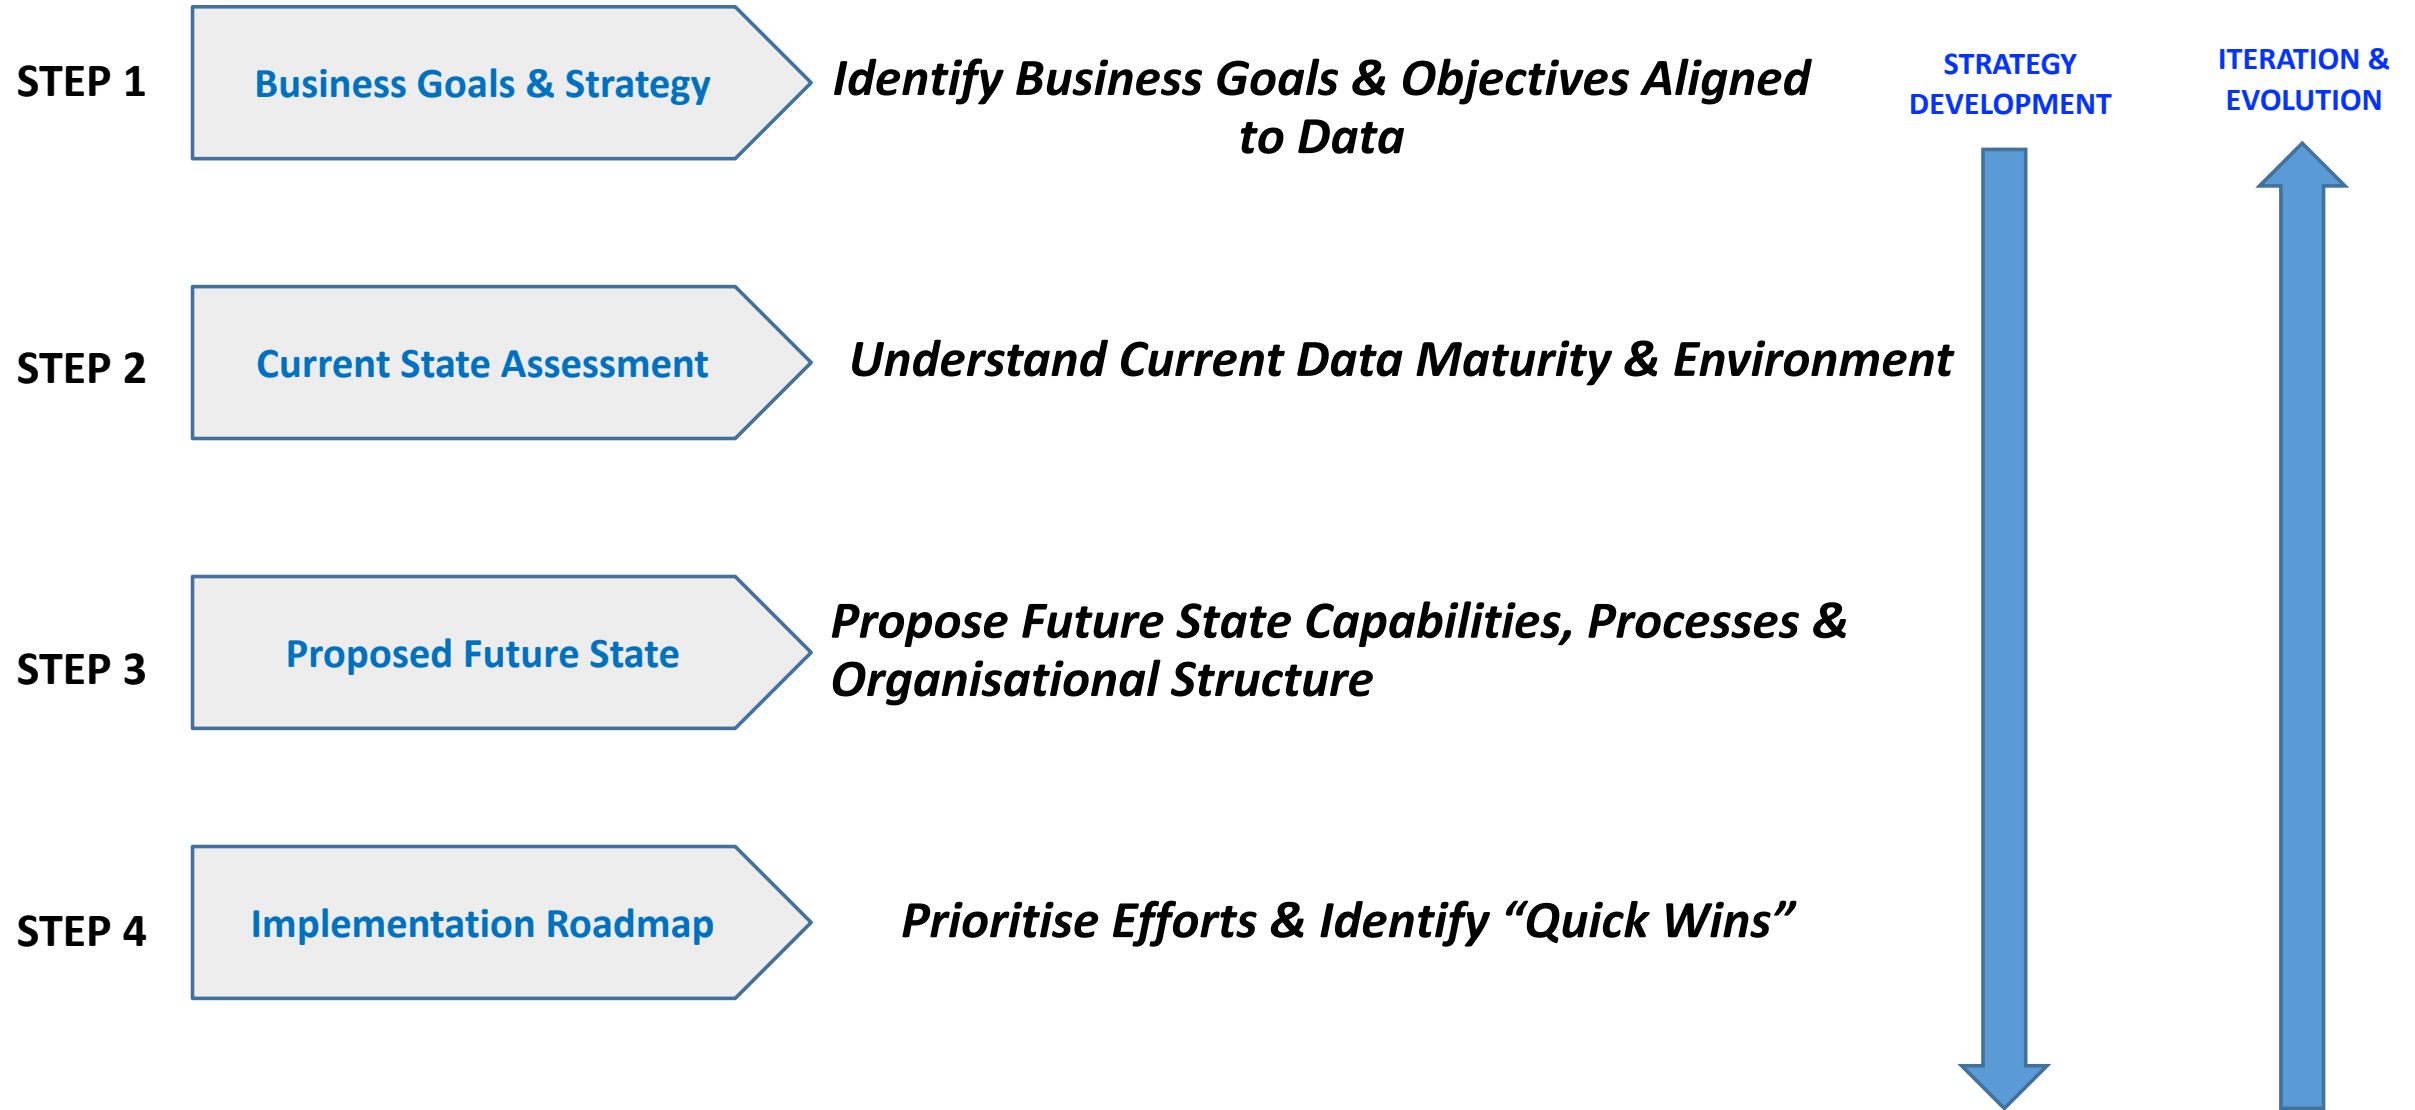 STEP 1
Business Goals & Strategy
Identify Business Goals & Objectives Aligned
to Data
STRATEGY
DEVELOPMENT
ITERATION &
EVOLUTION
STEP 2
Current State Assessment
Understand Current Data Maturity & Environment
STEP 3
Proposed Future State
Propose Future State Capabilities, Processes &
Organisational Structure
STEP 4
Implementation Roadmap
Prioritise Efforts & Identify “Quick Wins”